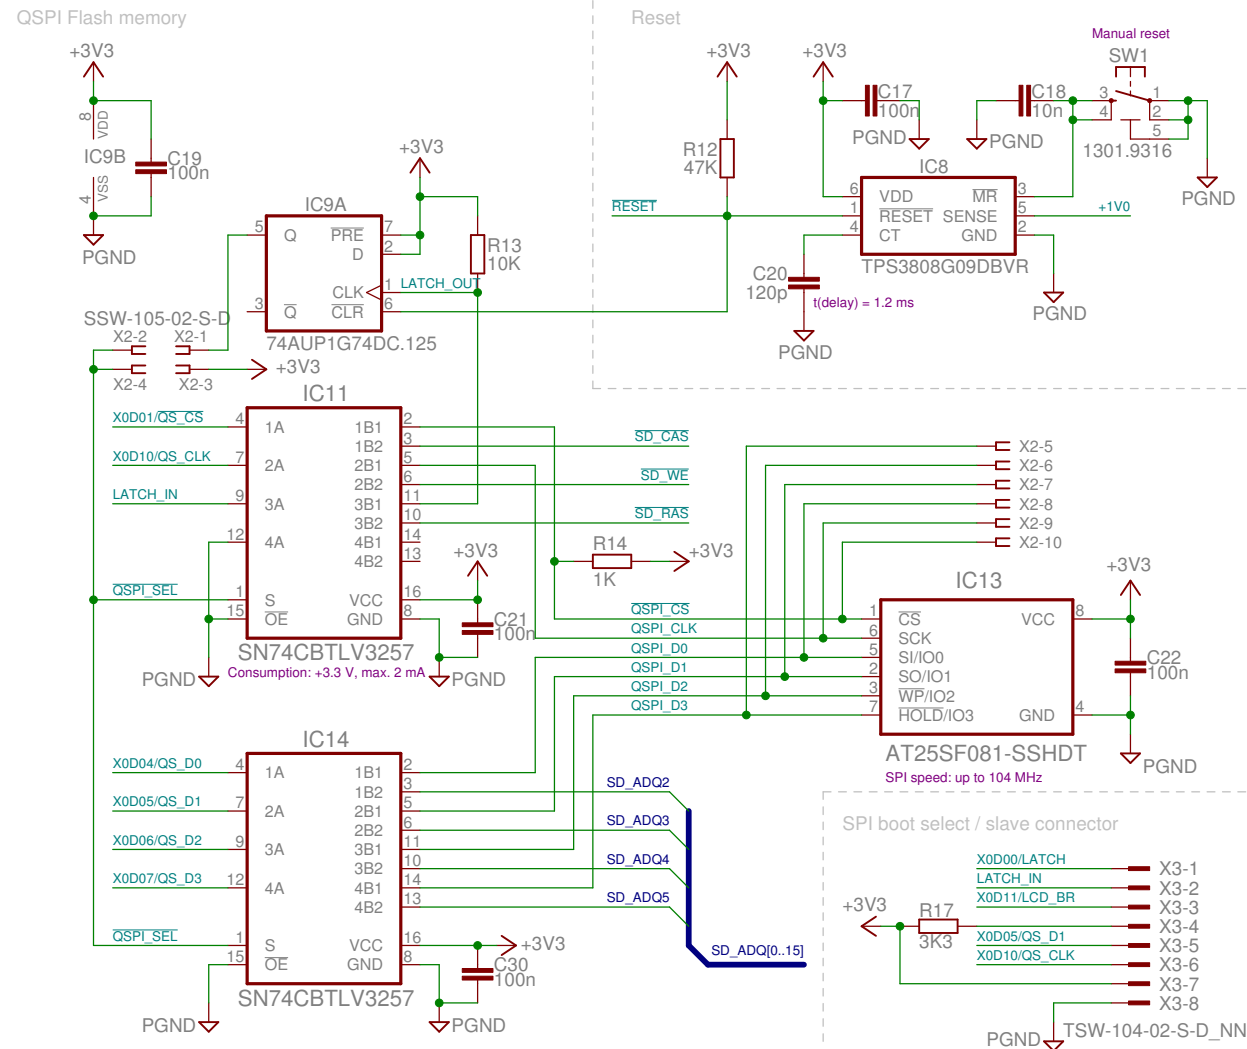 QSPI Flash memory
+3V3
8
VDD
IC9B
C19
100n
VSS
4
PGND
+3V3
IC9A
5
Q
PRE
7
D
2
R13
10K
CLK
1
LATCH_OUT
3
Q
CLR
6
74AUP1G74DC.125
SSW-105-02-S-D
X2-2
X2-1
X2-4
X2-3
+3V3
Reset
+3V3
R12
47K
RESET
+3V3
C17
100n
PGND
C18
10n
PGND
Manual reset
SW1
3
1
4
2
5
1301.9316
PGND
IC8
6
VDD
MR
3
1
RESET
SENSE
5
+1V0
4
CT
GND
2
TPS3808G09DBVR
C20
120p
t(delay) = 1.2 ms
PGND
PGND
IC11
X0D01/QS_CS
4
1A
1B1
2
1B2
3
SD_CAS
X0D10/QS_CLK
7
2A
2B1
5
2B2
6
SD_WE
LATCH_IN
9
3A
3B1
11
3B2
10
SD_RAS
12
4A
4B1
14
4B2
13
QSPI_SEL
1
S
VCC
16
15
OE
GND
8
SN74CBTLV3257
Consumption: +3.3 V, max. 2 mA
PGND
+3V3
C21
100n
PGND
R14
1K
+3V3
X2-5
X2-6
X2-7
X2-8
X2-9
X2-10
QSPI_CS
QSPI_CLK
QSPI_D0
QSPI_D1
QSPI_D2
QSPI_D3
IC13
1
CS
VCC
8
6
SCK
5
SI/IO0
2
SO/IO1
3
WP/IO2
7
HOLD/IO3
GND
4
AT25SF081-SSHDT
SPI speed: up to 104 MHz
+3V3
C22
100n
PGND
IC14
X0D04/QS_D0
4
1A
1B1
2
1B2
3
SD_ADQ2
X0D05/QS_D1
7
2A
2B1
5
2B2
6
SD_ADQ3
X0D06/QS_D2
9
3A
3B1
11
3B2
10
SD_ADQ4
X0D07/QS_D3
12
4A
4B1
14
4B2
13
SD_ADQ5
QSPI_SEL
1
S
VCC
16
+3V3
15
OE
GND
8
C30
100n
SN74CBTLV3257
PGND
PGND
SD_ADQ[0..15]
SPI boot select / slave connector
X0D00/LATCH
X3-1
LATCH_IN
X3-2
X0D11/LCD_BR
X3-3
+3V3
R17
3K3
X3-4
X0D05/QS_D1
X3-5
X0D10/QS_CLK
X3-6
X3-7
X3-8
PGND
TSW-104-02-S-D_NN